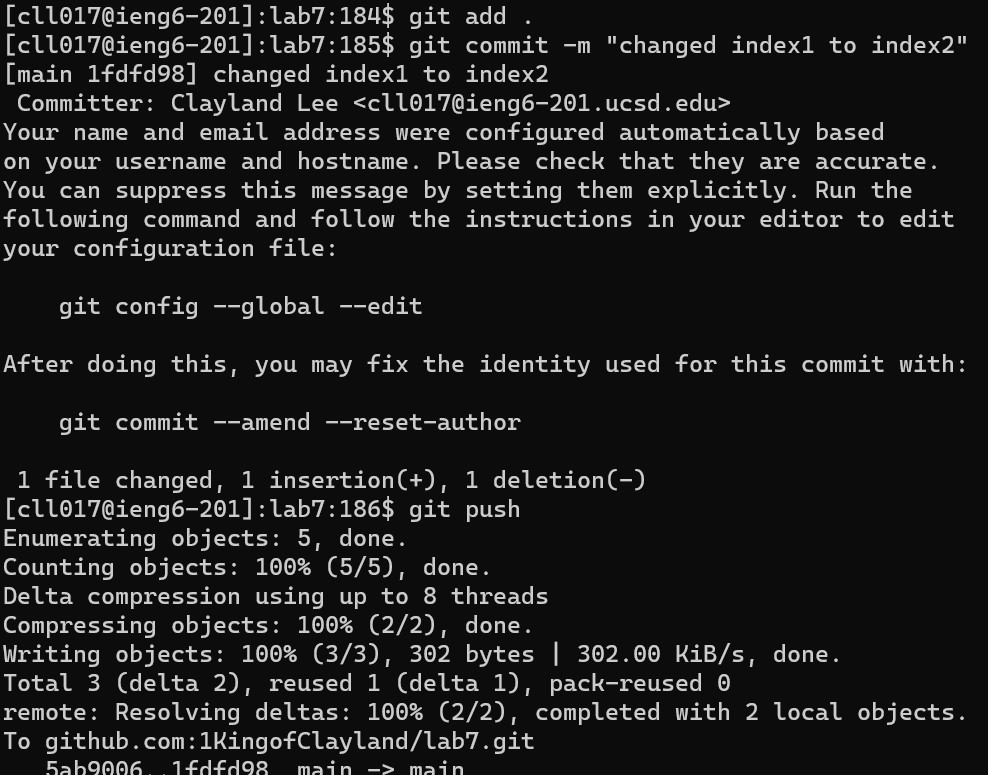 [cll017@ieng6-201]:lab7:184$ git add .
[cll017@ieng6-201]:lab7:185$ git commit -m "changed index1 to index2"
[main 1fdfd98] changed index1 to index2
 Committer: Clayland Lee <cll017@ieng6-201.ucsd.edu>
Your name and email address were configured automatically based
on your username and hostname. Please check that they are accurate.
You can suppress this message by setting them explicitly. Run the
following command and follow the instructions in your editor to edit
your configuration file:

    git config --global --edit

After doing this, you may fix the identity used for this commit with:

    git commit --amend --reset-author

 1 file changed, 1 insertion(+), 1 deletion(-)
[cll017@ieng6-201]:lab7:186$ git push
Enumerating objects: 5, done.
Counting objects: 100% (5/5), done.
Delta compression using up to 8 threads
Compressing objects: 100% (2/2), done.
Writing objects: 100% (3/3), 302 bytes | 302.00 KiB/s, done.
Total 3 (delta 2), reused 1 (delta 1), pack-reused 0
remote: Resolving deltas: 100% (2/2), completed with 2 local objects.
To github.com:1KingofClayland/lab7.git
   5ab9006..1fdfd98  main -> main